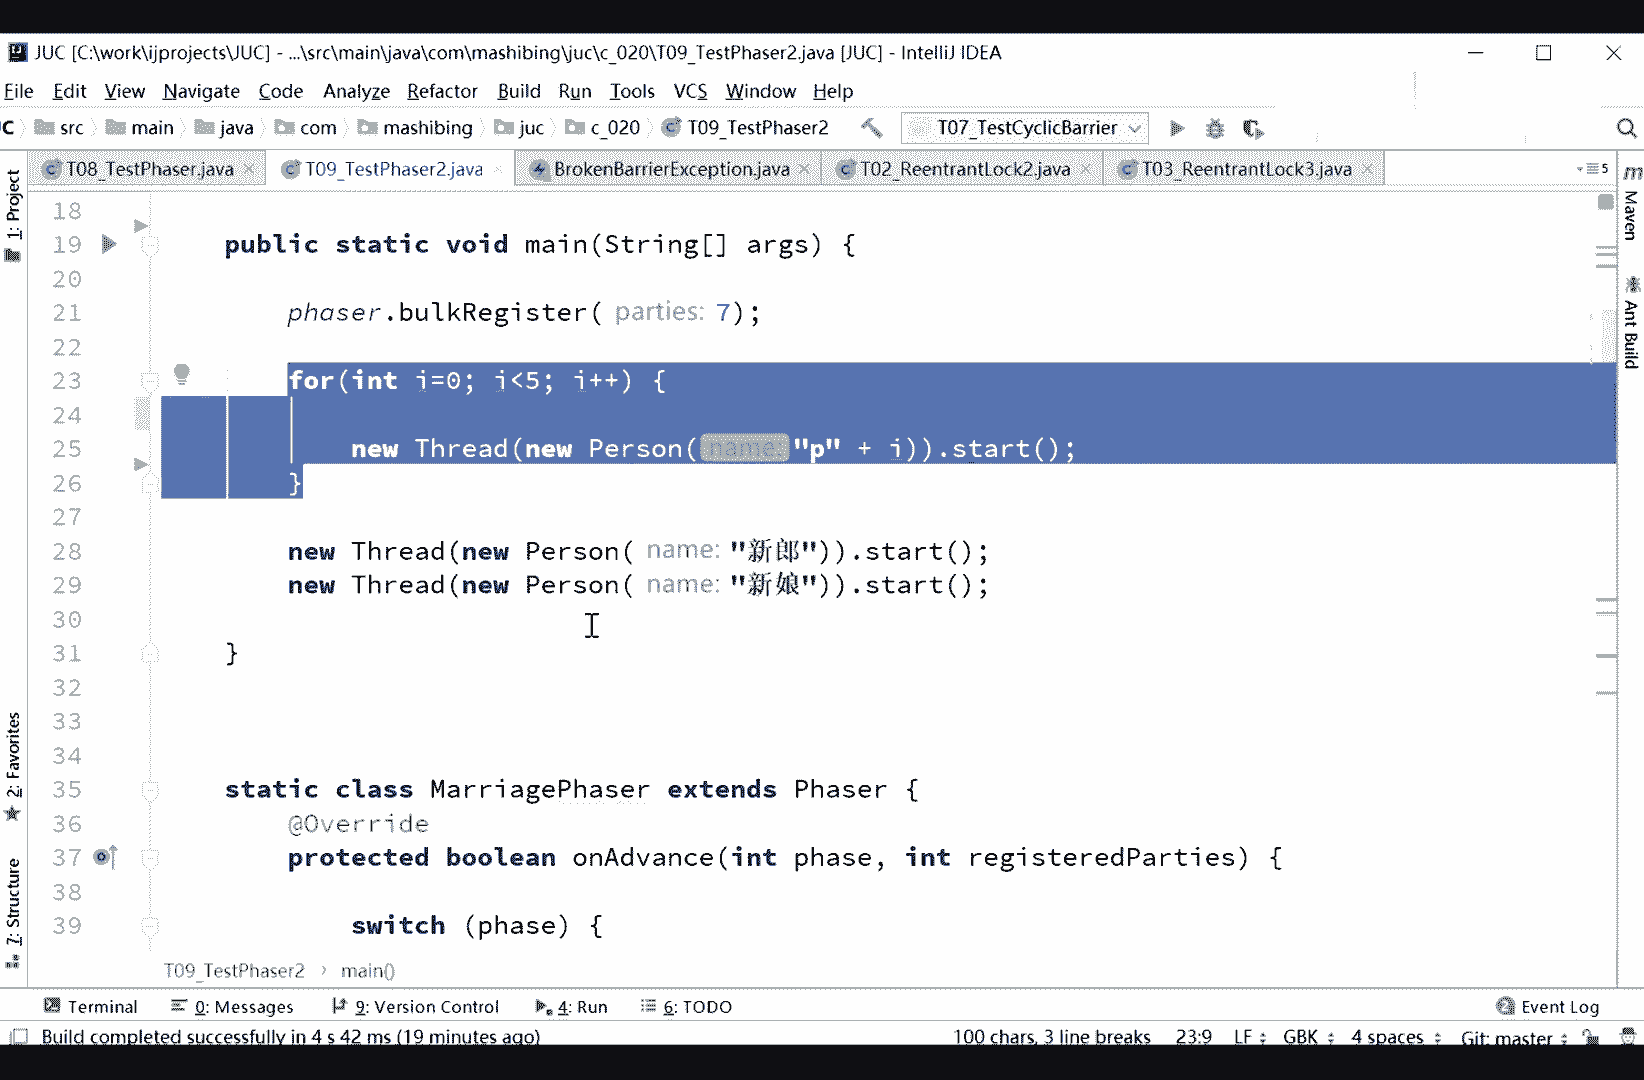 JUC [C:\work\ijprojects\JUC] - ...\src\main\java\com\mashibing\juc\c_020\T09_TestPhaser2.java [JUC] - IntelliJ IDEA
File Edit View Navigate Code Analyze Refactor Build Run Tools VCS Window Help
C src main java com mashibing juc c_020 T09_TestPhaser2 T07_TestCyclicBarrier
T08_TestPhaser.java T09_TestPhaser2.java BrokenBarrierException.java T02_ReentrantLock2.java T03_ReentrantLock3.java 5
1: Project
2: Favorites
7: Structure
Maven
Ant Build
18
19 public static void main(String[] args) {
20
21 phaser.bulkRegister( parties: 7);
22
23 for(int i=0; i<5; i++) {
24
25 new Thread(new Person( name: "p" + i)).start();
26 }
27
28 new Thread(new Person( name: "新郎")).start();
29 new Thread(new Person( name: "新娘")).start();
30
31 }
32
33
34
35 static class MarriagePhaser extends Phaser {
36 @Override
37 protected boolean onAdvance(int phase, int registeredParties) {
38
39 switch (phase) {
T09_TestPhaser2 › main()
Terminal 0: Messages 9: Version Control 4: Run 6: TODO Event Log
Build completed successfully in 4 s 42 ms (19 minutes ago) 100 chars, 3 line breaks 23:9 LF GBK 4 spaces Git: master